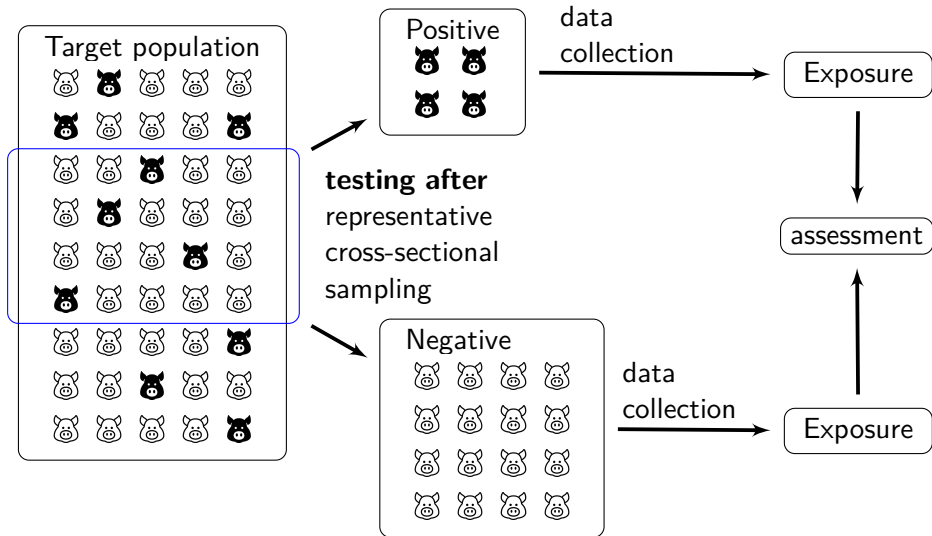 Target population
Positive
data
collection
Exposure
testing after
representative
cross-sectional
sampling
assessment
Negative
data
collection
Exposure